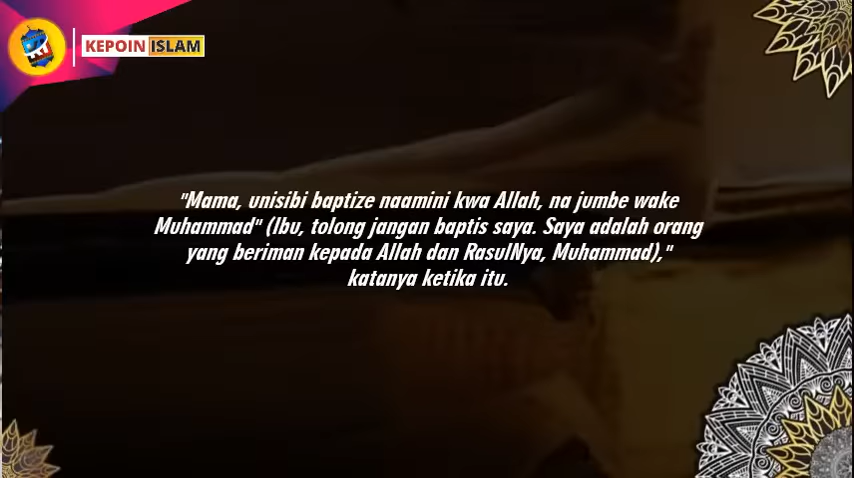 KEPOIN ISLAM
"Mama, unisibi baptize naamini kwa Allah, na jumbe wake
Muhammad" (Ibu, tolong jangan baptis saya. Saya adalah orang
yang beriman kepada Allah dan RasulNya, Muhammad),"
katanya ketika itu.